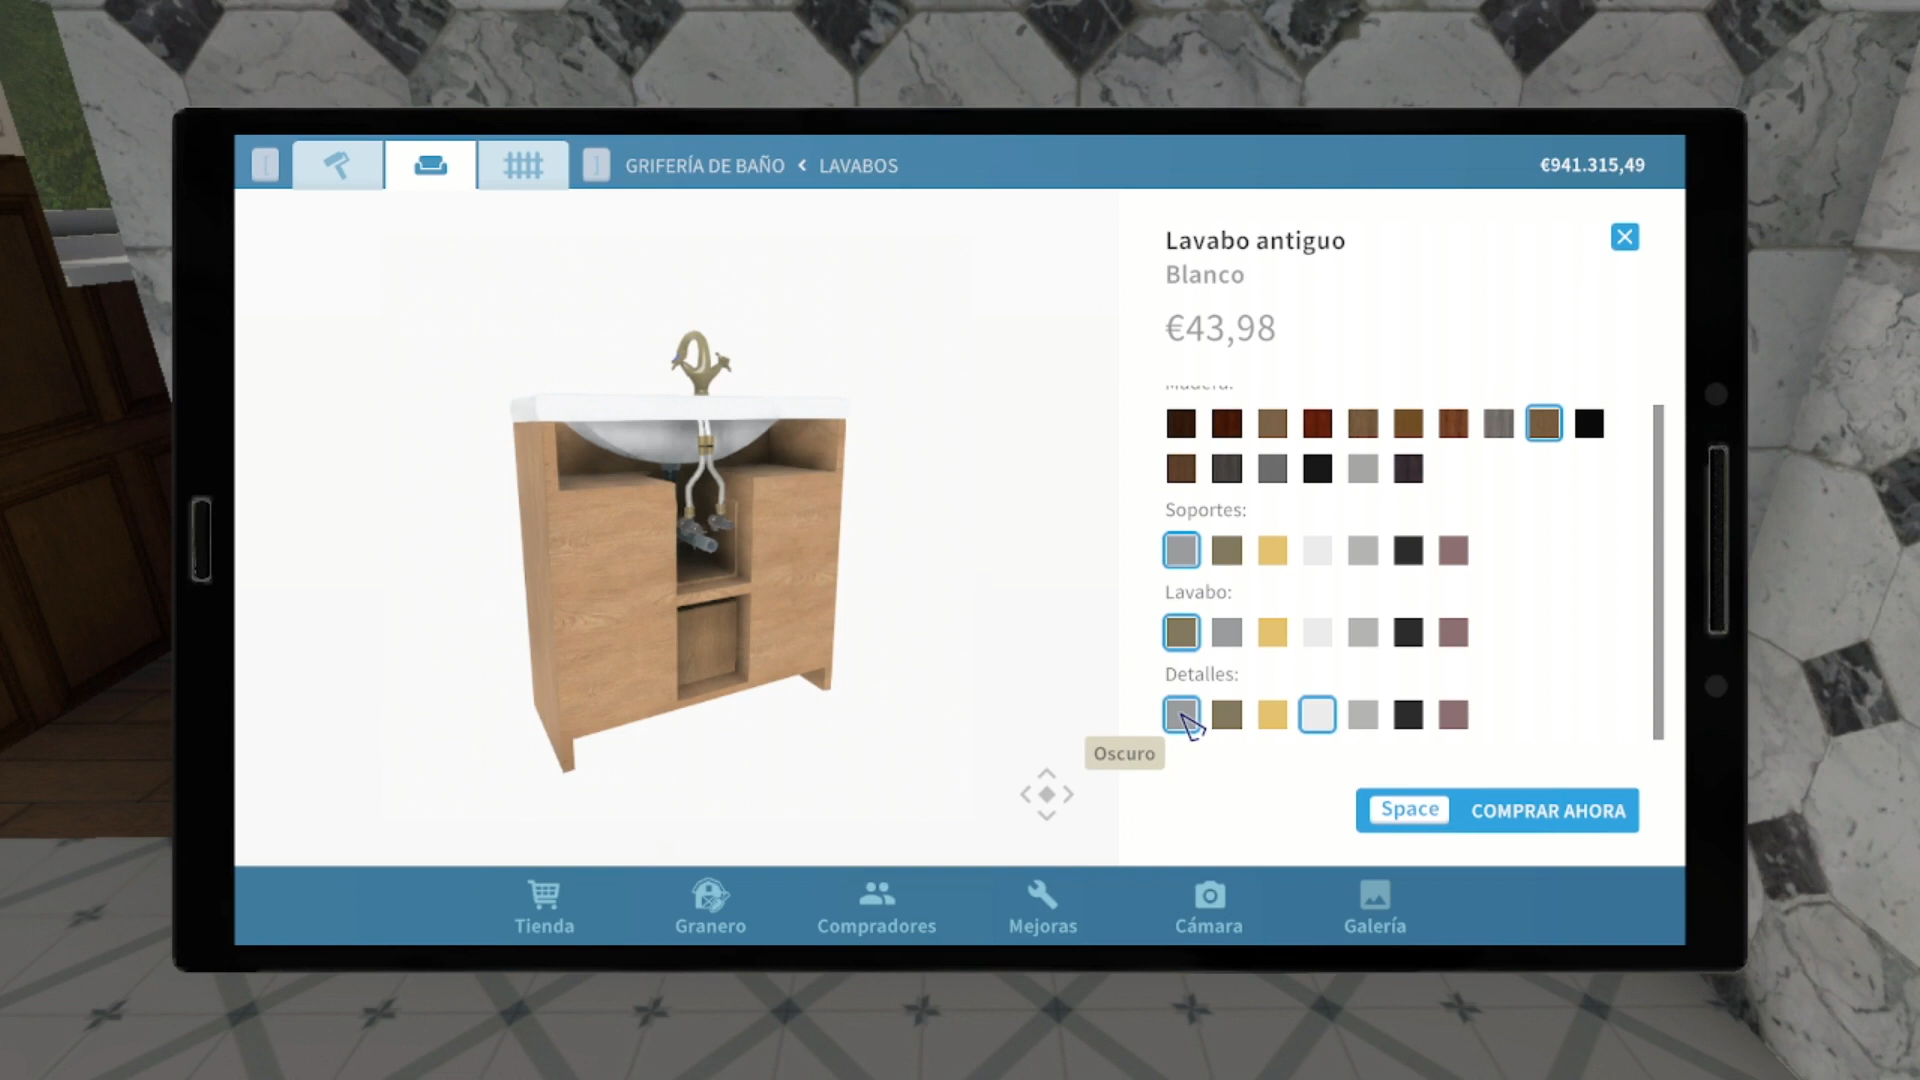 [
]
GRIFERÍA DE BAÑO < LAVABOS
€941.315,49
Lavabo antiguo
Blanco
€43,98
Madera:
Soportes:
Lavabo:
Detalles:
Oscuro
Space COMPRAR AHORA
Tienda
Granero
Compradores
Mejoras
Cámara
Galería